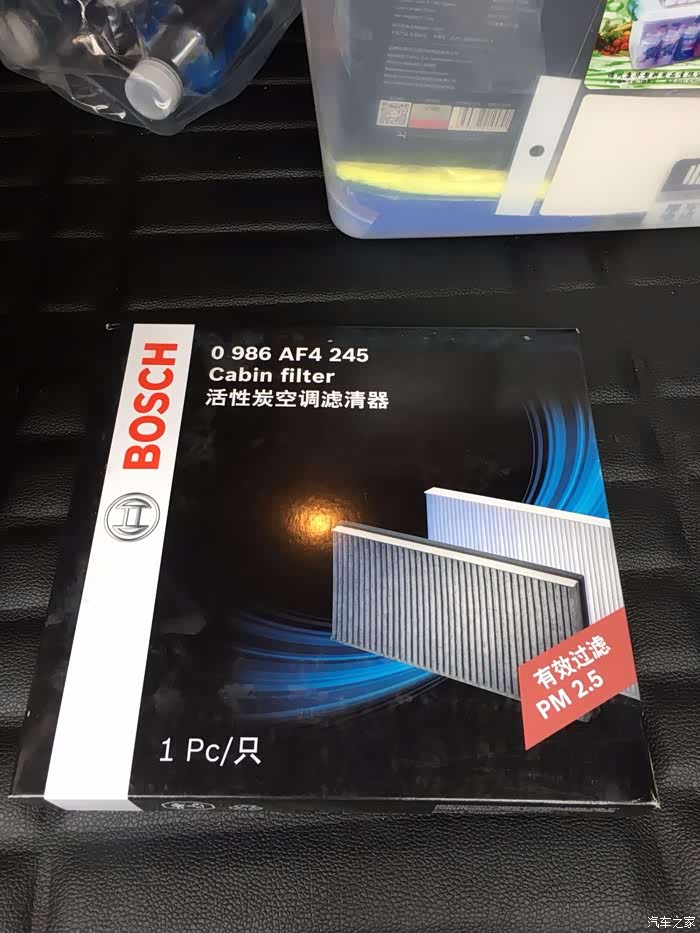 BOSCH
0 986 AF4 245
Cabin filter
活性炭空调滤清器
有效过滤
PM 2.5
1 Pc/只
汽车之家